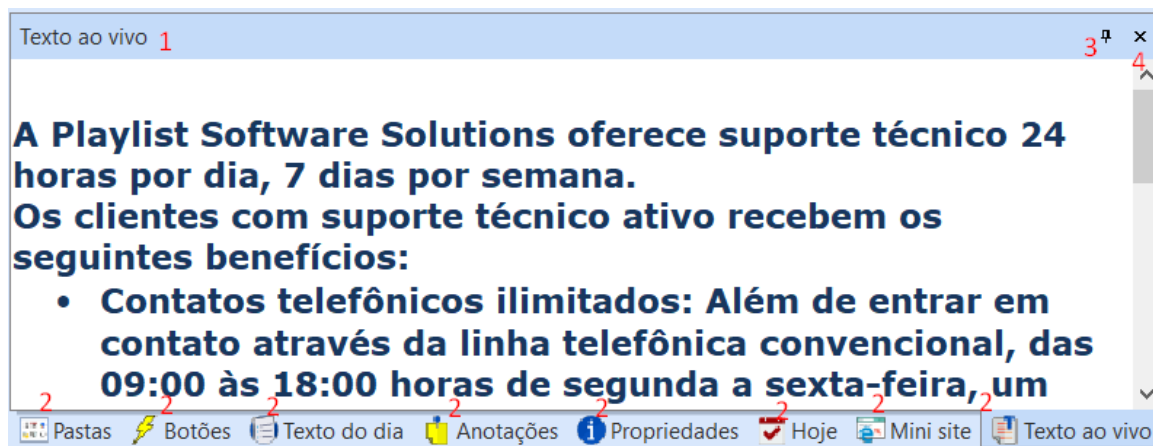 Texto ao vivo 1 3 4
A Playlist Software Solutions oferece suporte técnico 24
horas por dia, 7 dias por semana.
Os clientes com suporte técnico ativo recebem os
seguintes benefícios:
• Contatos telefônicos ilimitados: Além de entrar em
contato através da linha telefônica convencional, das
09:00 às 18:00 horas de segunda a sexta-feira, um
2 2 2 2 2 2 2 2
Pastas Botões Texto do dia Anotações Propriedades Hoje Mini site Texto ao vivo